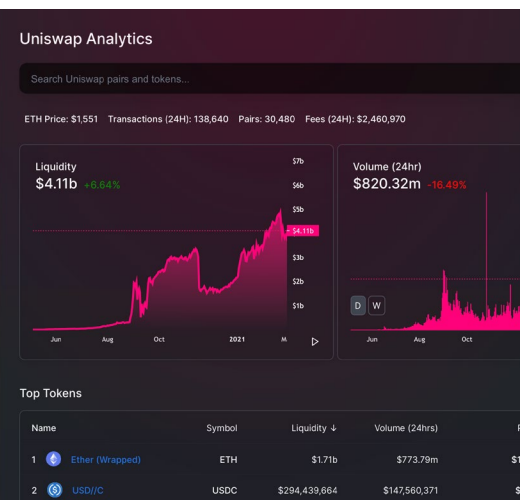 Uniswap Analytics
Search Uniswap pairs and tokens...
ETH Price: $1,551 Transactions (24H): 138,640 Pairs: 30,480 Fees (24H): $2,460,970
Liquidity
$4.11b +6.64%
$7b
$6b
$5b
$4.11b
$3b
$2b
$1b
Jun Aug Oct 2021 M
Volume (24hr)
$820.32m -16.49%
D W
Jun Aug Oct
Top Tokens
Name Symbol Liquidity ↓ Volume (24hrs)
1 Ether (Wrapped) ETH $1.71b $773.79m
2 USD//C USDC $294,439,664 $147,560,371